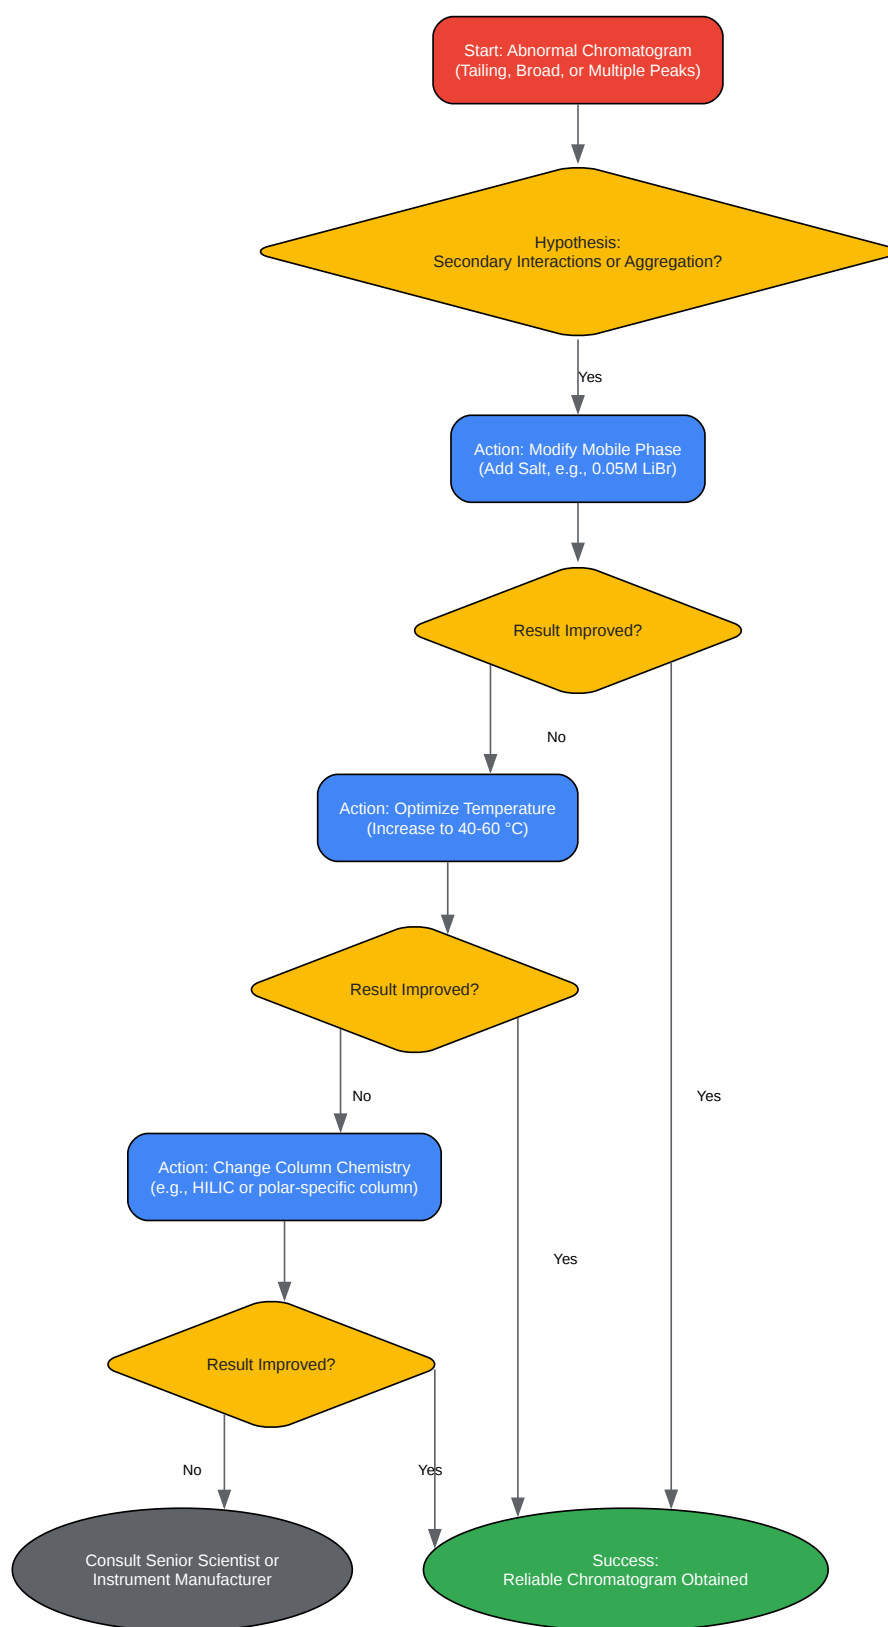 Start: Abnormal Chromatogram
(Tailing, Broad, or Multiple Peaks)
Hypothesis:
Secondary Interactions or Aggregation?
Yes
Action: Modify Mobile Phase
(Add Salt, e.g., 0.05M LiBr)
Result Improved?
No
Action: Optimize Temperature
(Increase to 40-60 °C)
Result Improved?
No
Yes
Action: Change Column Chemistry
(e.g., HILIC or polar-specific column)
Yes
Result Improved?
No
Yes
Consult Senior Scientist or
Instrument Manufacturer
Success:
Reliable Chromatogram Obtained